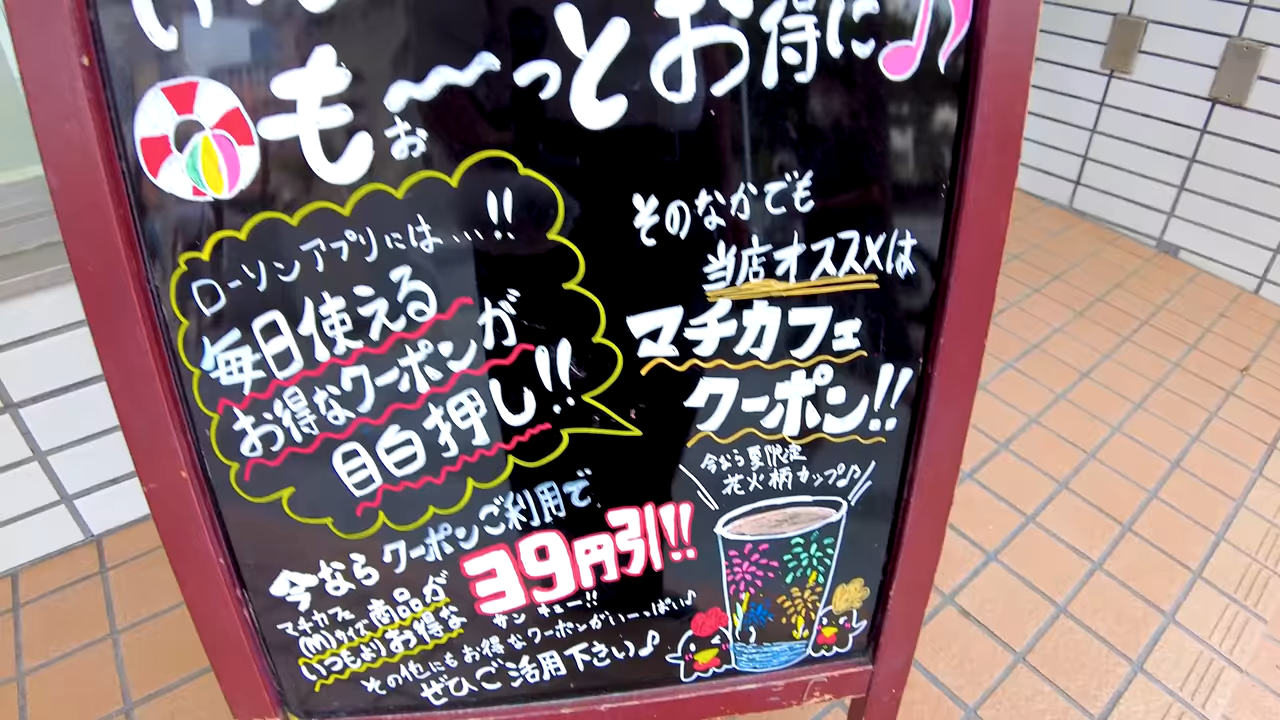 も〜っとお得に♪
お
ローソンアプリには…!!
毎日使える
お得なクーポンが
目白押し!!
そのなかでも
当店オススメは
マチカフェ
クーポン!!
今なら夏限定
花火柄カップ♪
今ならクーポンご利用で
マチカフェ
(M)サイズ商品が
いつもよりお得な
39円引!!
サンキュー!!
その他にもお得なクーポンがいーっぱい♪
ぜひご活用下さい♪